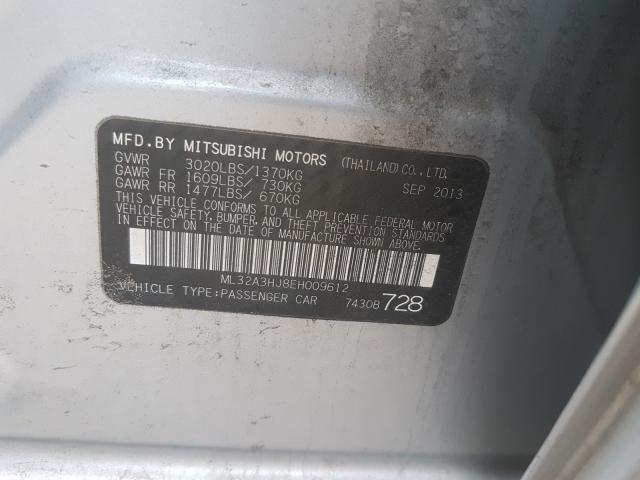 MFD.BY MITSUBISHI MOTORS (THAILAND)CO.,LTD.
GVWR 3020LBS/1370KG SEP 2013
GAWR FR 1609LBS/ 730KG
GAWR RR 1477LBS/ 670KG
THIS VEHICLE CONFORMS TO ALL APPLICABLE FEDERAL MOTOR
VEHICLE SAFETY, BUMPER, AND THEFT PREVENTION STANDARDS
IN EFFECT ON THE DATE OF MANUFACTURE SHOWN ABOVE.
ML32A3HJ8EH009612
VEHICLE TYPE:PASSENGER CAR 7430B 728